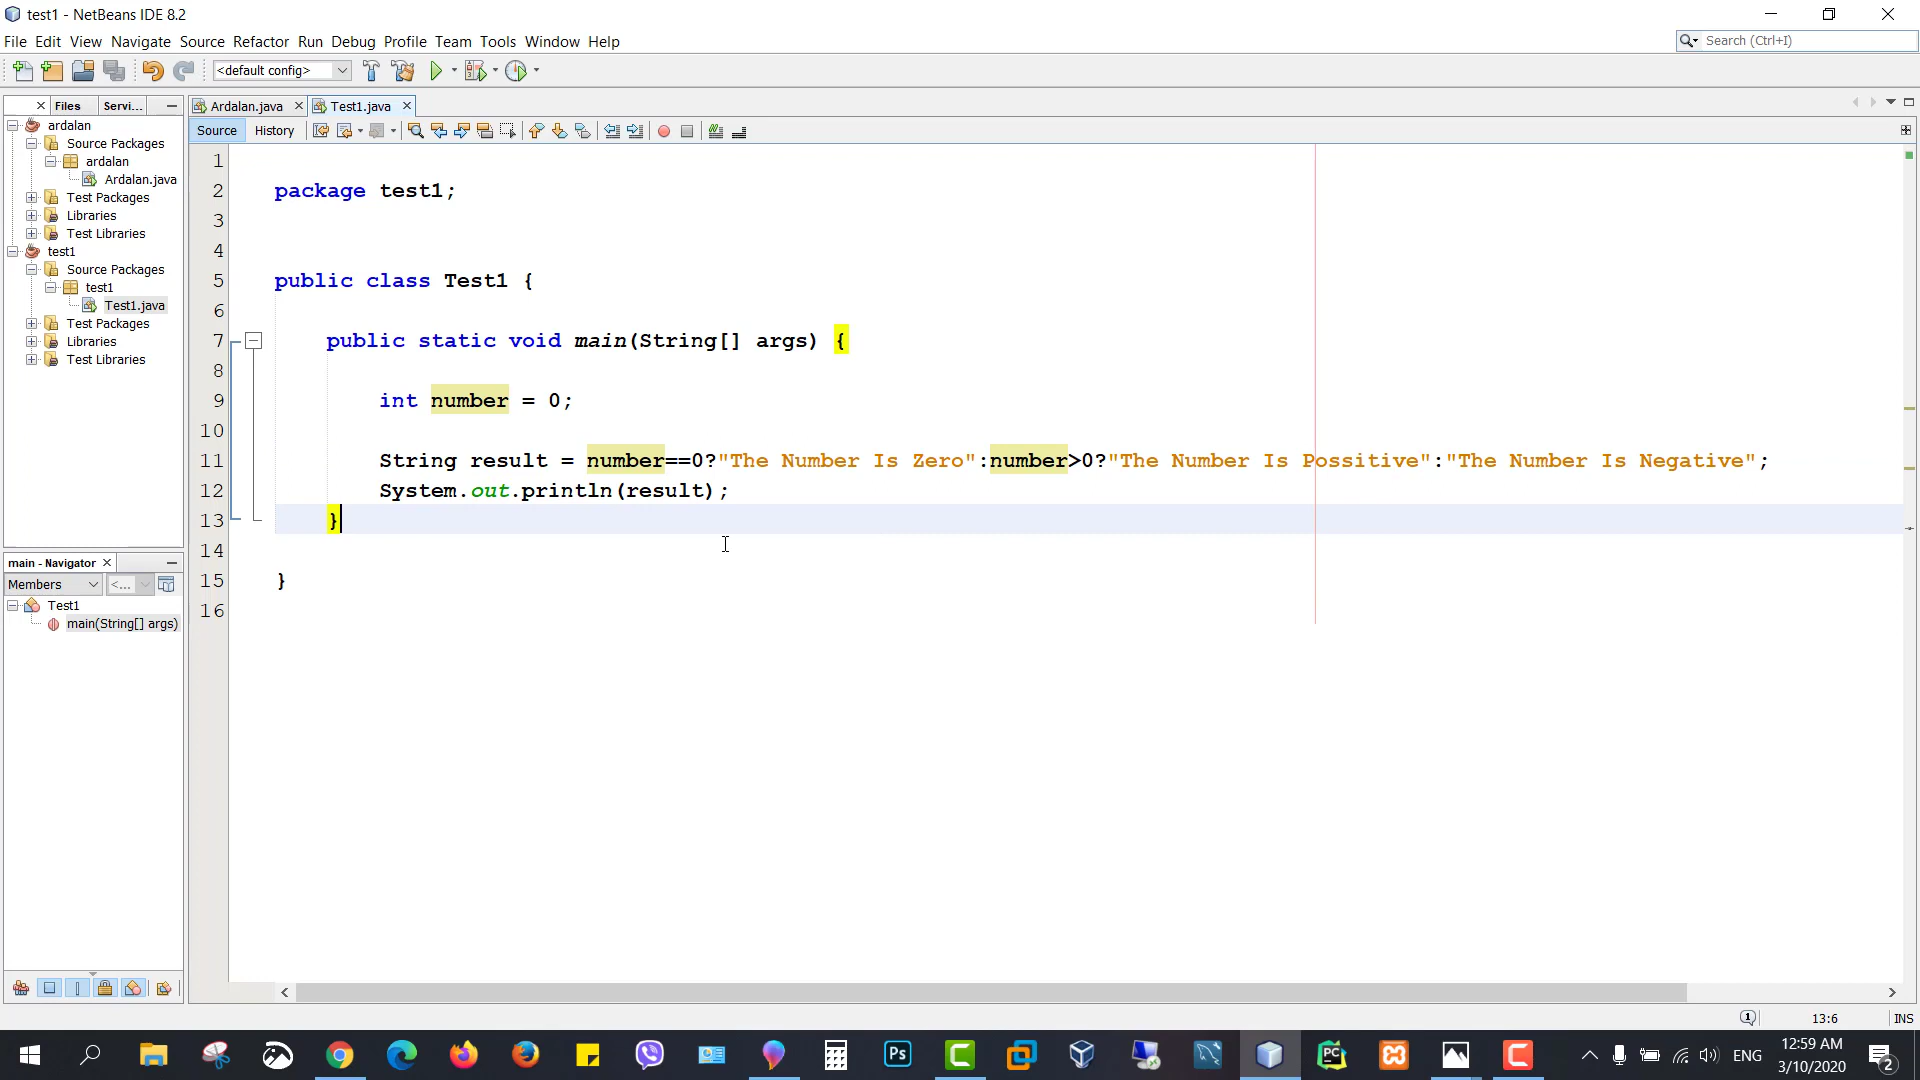 test1 - NetBeans IDE 8.2
File Edit View Navigate Source Refactor Run Debug Profile Team Tools Window Help
Search (Ctrl+I)
<default config>
Files Servi...
Ardalan.java Test1.java
Source History
ardalan
Source Packages
ardalan
Ardalan.java
Test Packages
Libraries
Test Libraries
test1
Source Packages
test1
Test1.java
Test Packages
Libraries
Test Libraries
main - Navigator
Members <...
Test1
main(String[] args)
1
2 package test1;
3
4
5 public class Test1 {
6
7 public static void main(String[] args) {
8
9 int number = 0;
10
11 String result = number==0?"The Number Is Zero":number>0?"The Number Is Possitive":"The Number Is Negative";
12 System.out.println(result);
13 }
14
15 }
16
1 13:6 INS
Ps PC ENG
12:59 AM
3/10/2020
2